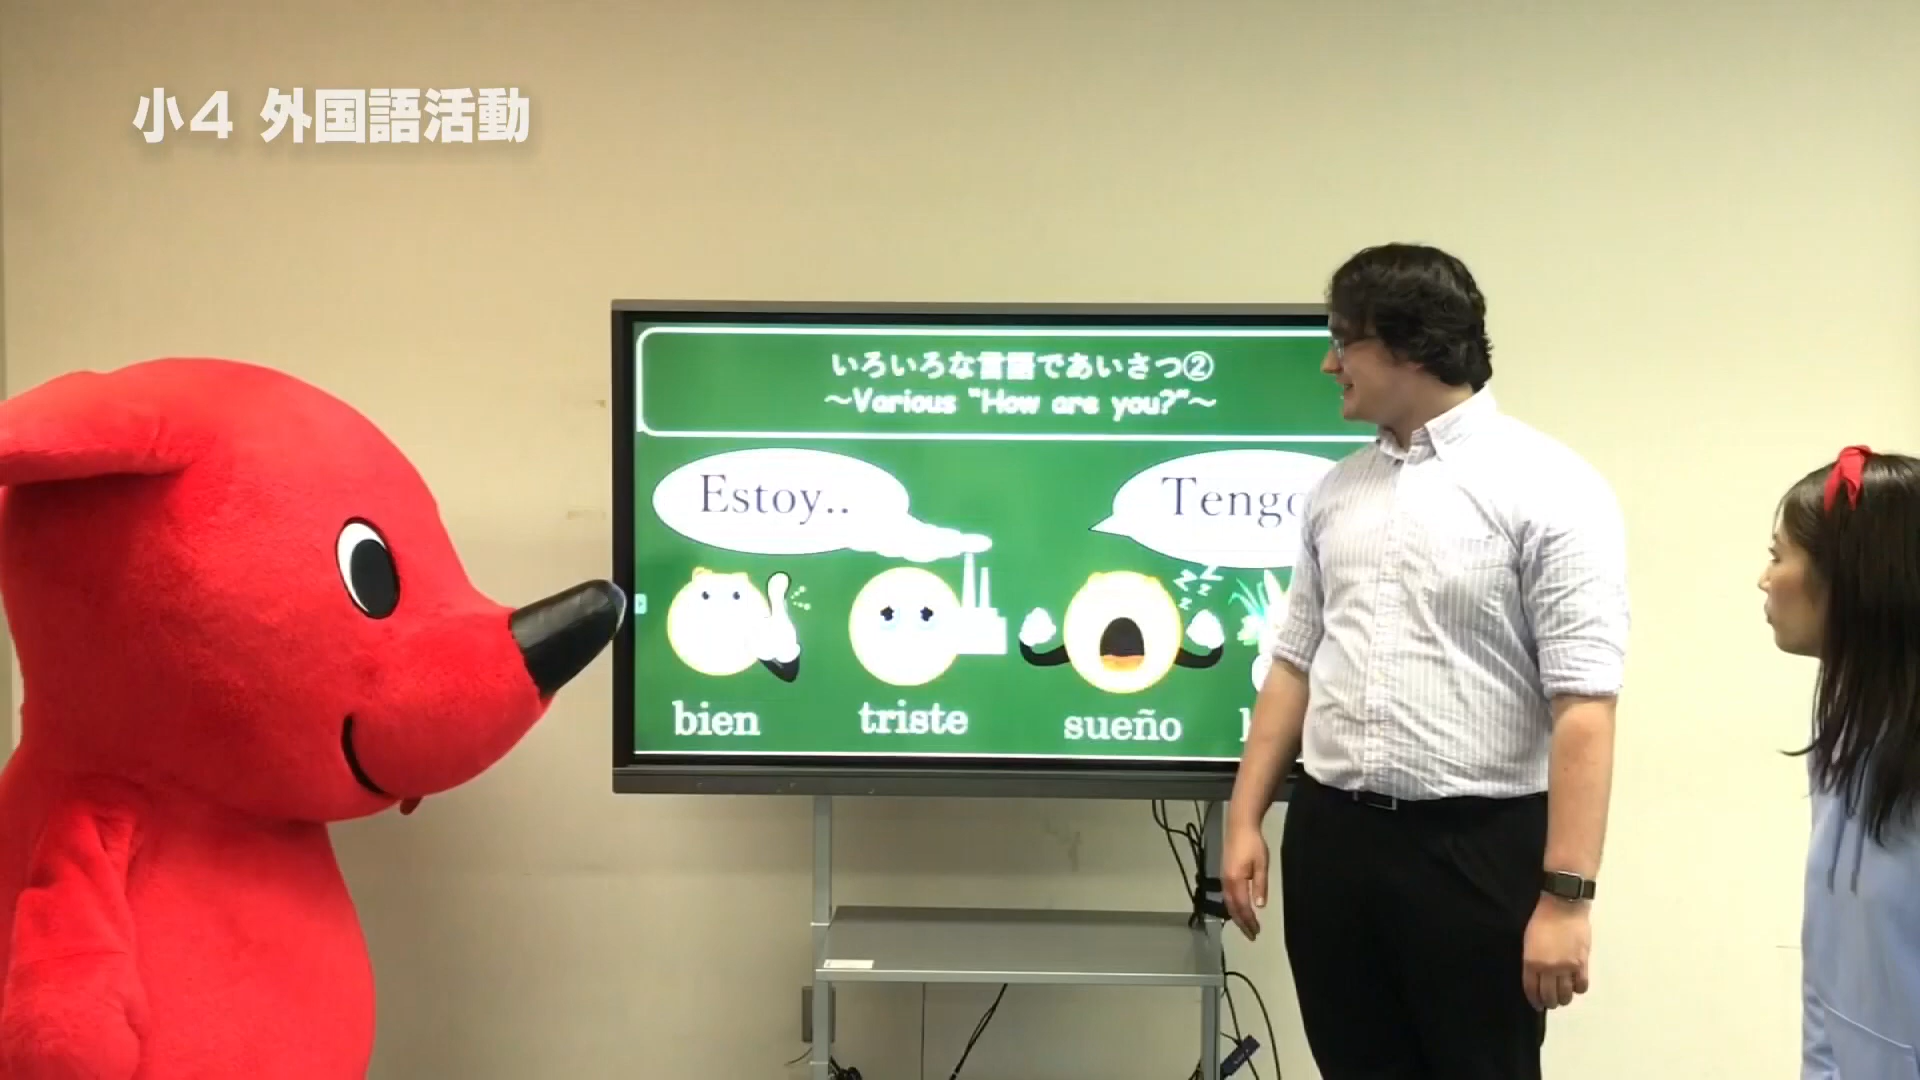 小4 外国語活動
いろいろな言語であいさつ②
～Various "How are you?"～
Estoy..
Tengo
bien
triste
sueño